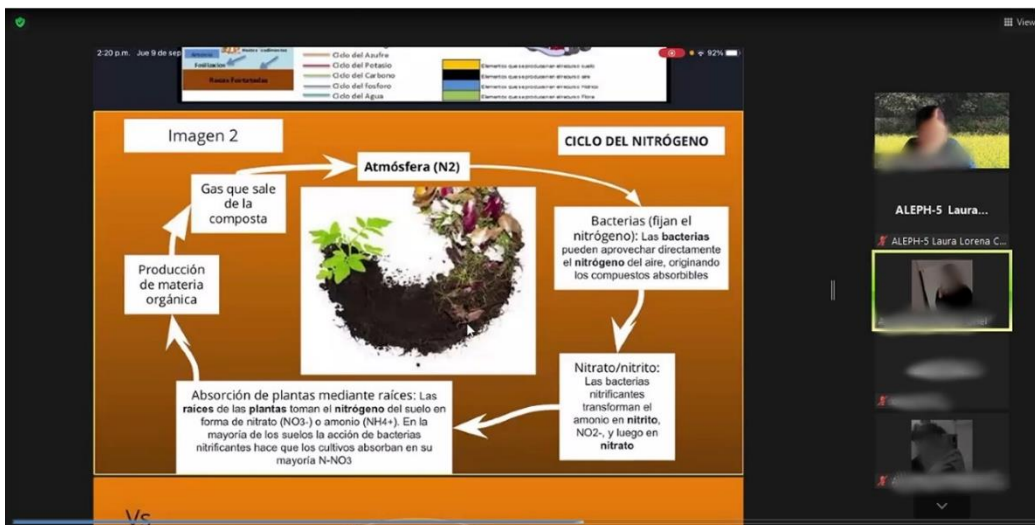 View
2:20 p.m. Jue 9 de sep
92%
Ciclo del Azufre
Ciclo del Potasio
Ciclo del Carbono
Ciclo del fosforo
Ciclo del Agua
Imagen 2
CICLO DEL NITRÓGENO
Atmósfera (N2)
Gas que sale
de la
composta
Bacterias (fijan el
nitrógeno): Las bacterias
pueden aprovechar directamente
el nitrógeno del aire, originando
los compuestos absorbibles
Producción
de materia
orgánica
Nitrato/nitrito:
Las bacterias
nitrificantes
transforman el
amonio en nitrito,
NO2-, y luego en
nitrato
Absorción de plantas mediante raíces: Las
raíces de las plantas toman el nitrógeno del suelo en
forma de nitrato (NO3-) o amonio (NH4+). En la
mayoría de los suelos la acción de bacterias
nitrificantes hace que los cultivos absorban en su
mayoría N-NO3
Vs
ALEPH-5 Laura...
ALEPH-5 Laura Lorena C...